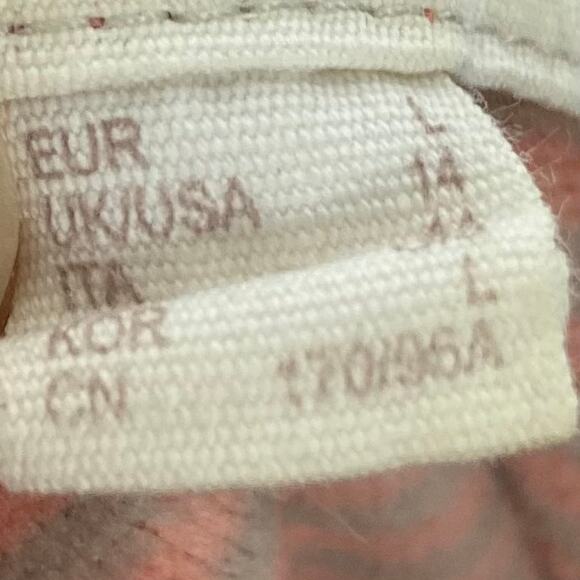 EUR L
UK/USA 14
ITA
KOR L
CN 170/96A